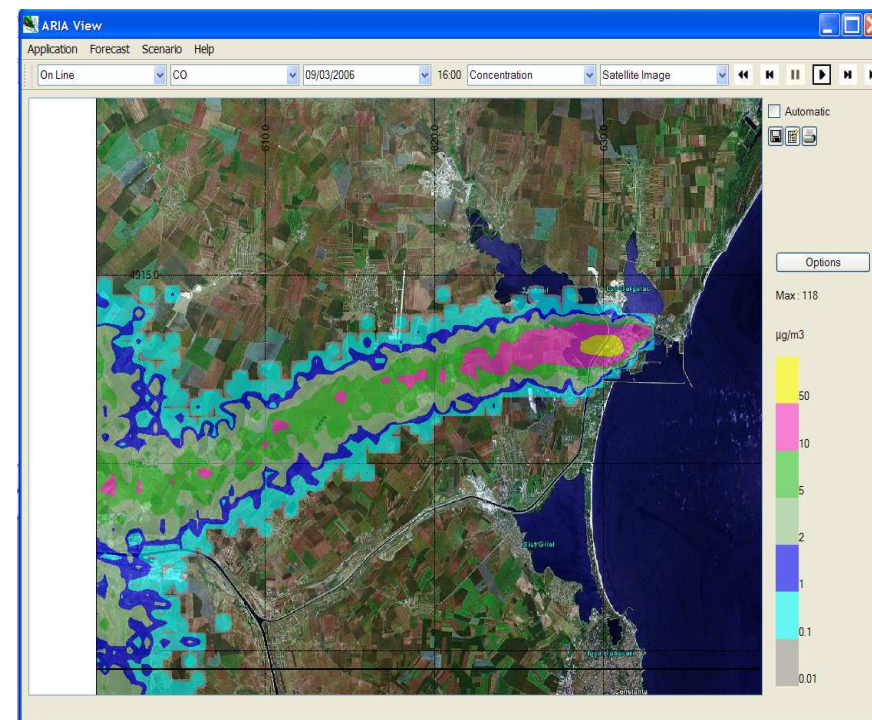 ARIA View
Application Forecast Scenario Help
On Line CO 09/03/2006 16:00 Concentration Satellite Image
Automatic
610.0 620.0 630.0
4915.0
Options
Max : 118
µg/m3
50
10
4905.0
5
2
1
0.1
Constanta
0.01